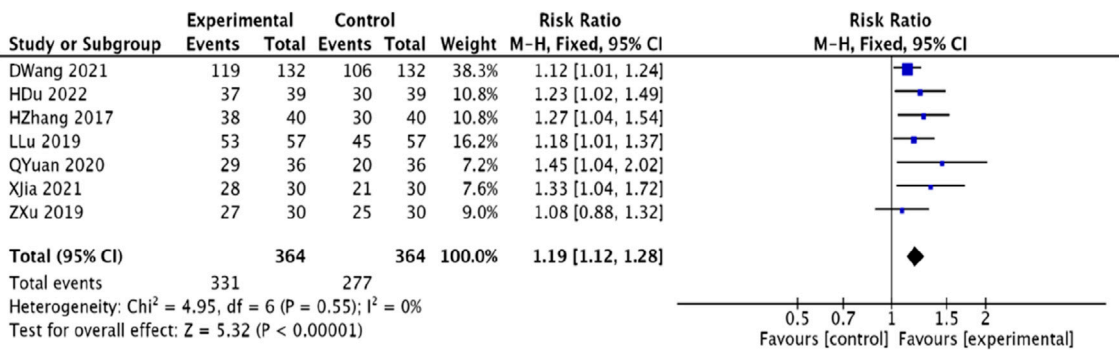 Experimental Control Risk Ratio Risk Ratio
Study or Subgroup Events Total Events Total Weight M-H, Fixed, 95% CI M-H, Fixed, 95% CI
DWang 2021 119 132 106 132 38.3% 1.12 [1.01, 1.24]
HDu 2022 37 39 30 39 10.8% 1.23 [1.02, 1.49]
HZhang 2017 38 40 30 40 10.8% 1.27 [1.04, 1.54]
LLu 2019 53 57 45 57 16.2% 1.18 [1.01, 1.37]
QYuan 2020 29 36 20 36 7.2% 1.45 [1.04, 2.02]
XJia 2021 28 30 21 30 7.6% 1.33 [1.04, 1.72]
ZXu 2019 27 30 25 30 9.0% 1.08 [0.88, 1.32]
Total (95% CI) 364 364 100.0% 1.19 [1.12, 1.28]
Total events 331 277
Heterogeneity: Chi² = 4.95, df = 6 (P = 0.55); I² = 0%
Test for overall effect: Z = 5.32 (P < 0.00001)
0.5 0.7 1 1.5 2
Favours [control] Favours [experimental]